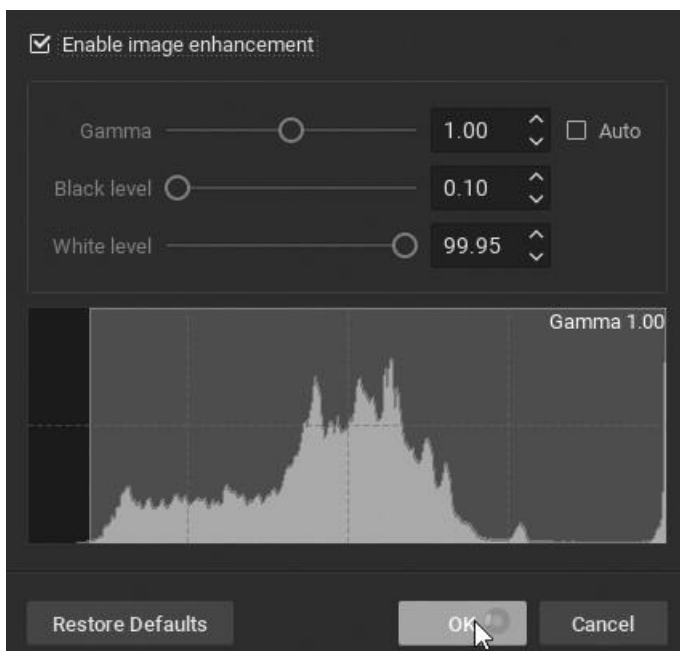 Enable image enhancement
Gamma 1.00 Auto
Black level 0.10
White level 99.95
Gamma 1.00
Restore Defaults OK Cancel